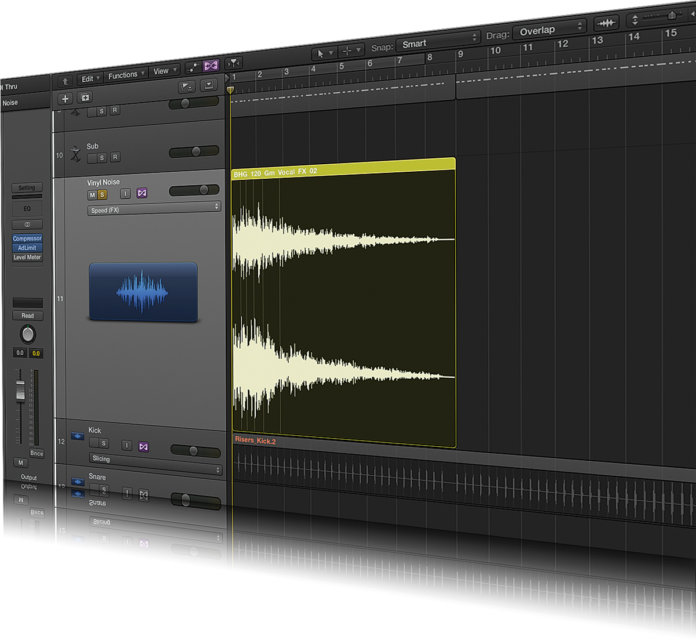 Snap: Smart
Drag: Overlap
Edit
Functions
View
1 2 3 4 5 6 7 8 9 10 11 12 13 14 15
Thru
Noise
S R
10
Sub
S R
Vinyl Noise
M S I
Speed (FX)
BHG 120 Gm Vocal FX 02
Setting
EQ
Compressor
AdLimit
Level Meter
11
Read
0.0 0.0
12
Kick
S I
Slicing
Risers_Kick.2
Bnce
M
Output
Snare
S I